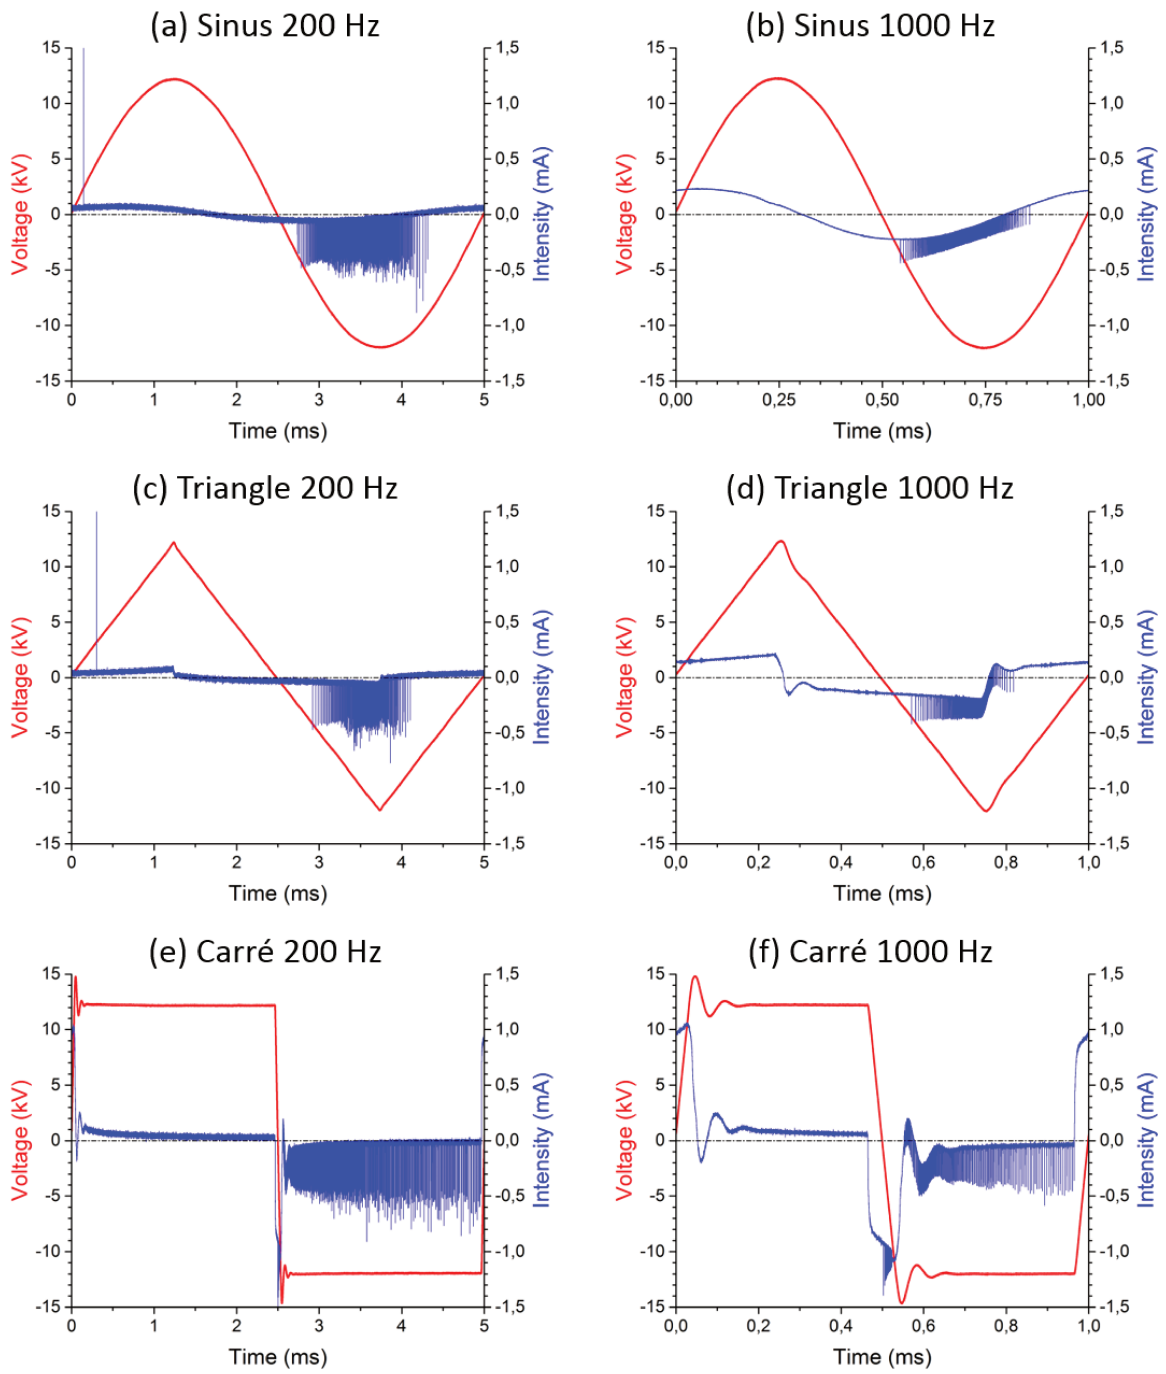 (a) Sinus 200 Hz
15
10
5
0
-5
-10
-15
1,5
1,0
0,5
0,0
-0,5
-1,0
-1,5
Voltage (kV)
Intensity (mA)
0 1 2 3 4 5
Time (ms)
(b) Sinus 1000 Hz
15
10
5
0
-5
-10
-15
1,5
1,0
0,5
0,0
-0,5
-1,0
-1,5
Voltage (kV)
Intensity (mA)
0,00 0,25 0,50 0,75 1,00
Time (ms)
(c) Triangle 200 Hz
15
10
5
0
-5
-10
-15
1,5
1,0
0,5
0,0
-0,5
-1,0
-1,5
Voltage (kV)
Intensity (mA)
0 1 2 3 4 5
Time (ms)
(d) Triangle 1000 Hz
15
10
5
0
-5
-10
-15
1,5
1,0
0,5
0,0
-0,5
-1,0
-1,5
Voltage (kV)
Intensity (mA)
0,0 0,2 0,4 0,6 0,8 1,0
Time (ms)
(e) Carré 200 Hz
15
10
5
0
-5
-10
-15
1,5
1,0
0,5
0,0
-0,5
-1,0
-1,5
Voltage (kV)
Intensity (mA)
0 1 2 3 4 5
Time (ms)
(f) Carré 1000 Hz
15
10
5
0
-5
-10
-15
1,5
1,0
0,5
0,0
-0,5
-1,0
-1,5
Voltage (kV)
Intensity (mA)
0,0 0,2 0,4 0,6 0,8 1,0
Time (ms)